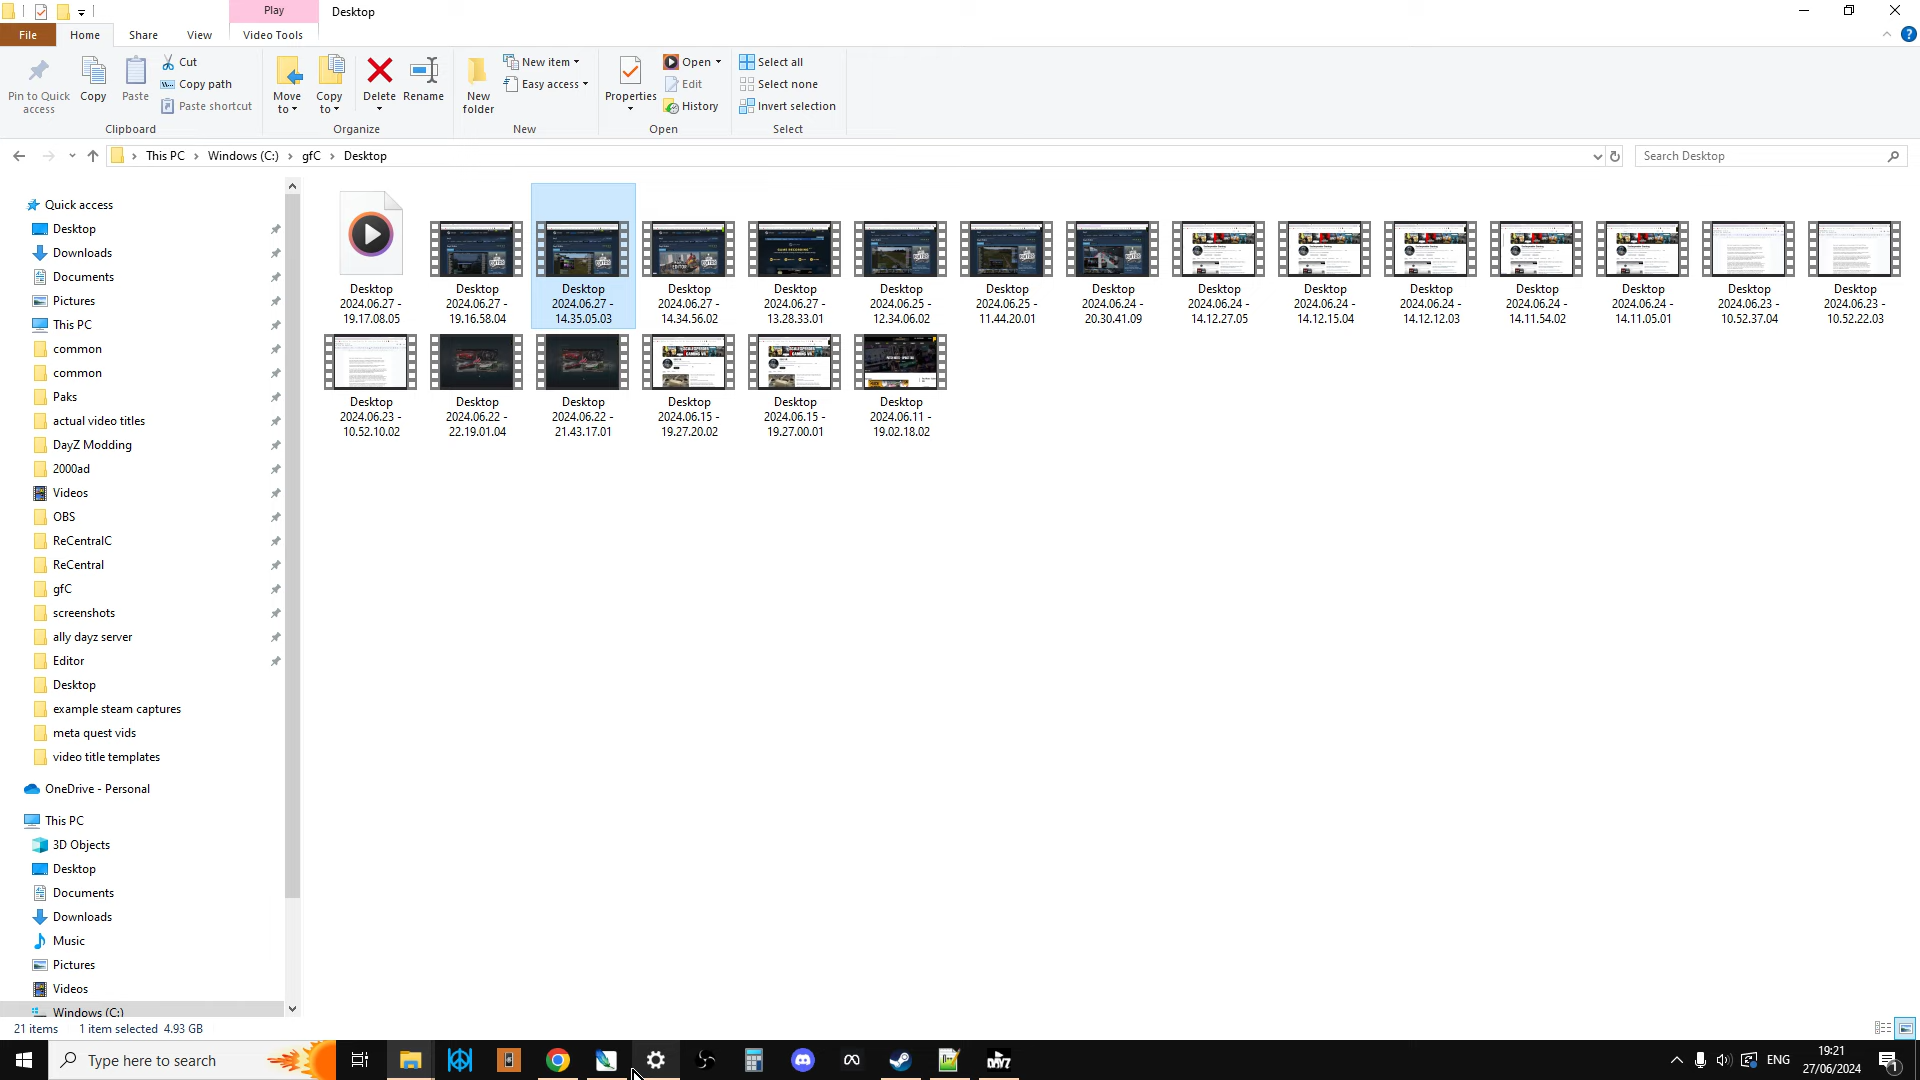 Play
Desktop
File
Home
Share
View
Video Tools
Pin to Quick access
Copy
Paste
Cut
Copy path
Paste shortcut
Clipboard
Move to
Copy to
Delete
Rename
Organize
New folder
New item
Easy access
New
Properties
Open
Edit
History
Open
Select all
Select none
Invert selection
Select
This PC
Windows (C:)
gfC
Desktop
Search Desktop
Quick access
Desktop
Downloads
Documents
Pictures
This PC
common
common
Paks
actual video titles
DayZ Modding
2000ad
Videos
OBS
ReCentralC
ReCentral
gfC
screenshots
ally dayz server
Editor
Desktop
example steam captures
meta quest vids
video title templates
OneDrive - Personal
This PC
3D Objects
Desktop
Documents
Downloads
Music
Pictures
Videos
Windows (C:)
Desktop
2024.06.27 -
19.17.08.05
Desktop
2024.06.27 -
19.16.58.04
Desktop
2024.06.27 -
14.35.05.03
Desktop
2024.06.27 -
14.34.56.02
Desktop
2024.06.27 -
13.28.33.01
Desktop
2024.06.25 -
12.34.06.02
Desktop
2024.06.25 -
11.44.20.01
Desktop
2024.06.24 -
20.30.41.09
Desktop
2024.06.24 -
14.12.27.05
Desktop
2024.06.24 -
14.12.15.04
Desktop
2024.06.24 -
14.12.12.03
Desktop
2024.06.24 -
14.11.54.02
Desktop
2024.06.24 -
14.11.05.01
Desktop
2024.06.23 -
10.52.37.04
Desktop
2024.06.23 -
10.52.22.03
Desktop
2024.06.23 -
10.52.10.02
Desktop
2024.06.22 -
22.19.01.04
Desktop
2024.06.22 -
21.43.17.01
Desktop
2024.06.15 -
19.27.20.02
Desktop
2024.06.15 -
19.27.00.01
Desktop
2024.06.11 -
19.02.18.02
21 items
1 item selected 4.93 GB
Type here to search
DAYZ
ENG
19:21
27/06/2024
1